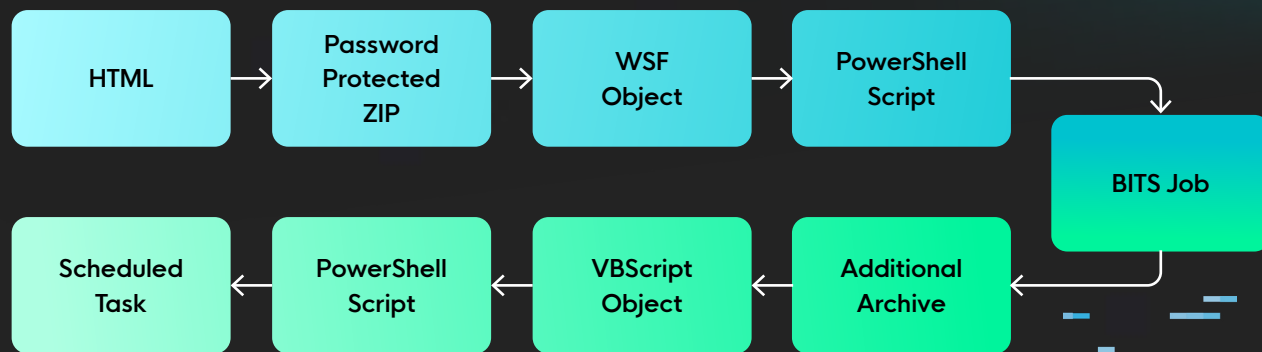 HTML
Password
Protected
ZIP
WSF
Object
PowerShell
Script
BITS Job
Additional
Archive
VBScript
Object
PowerShell
Script
Scheduled
Task